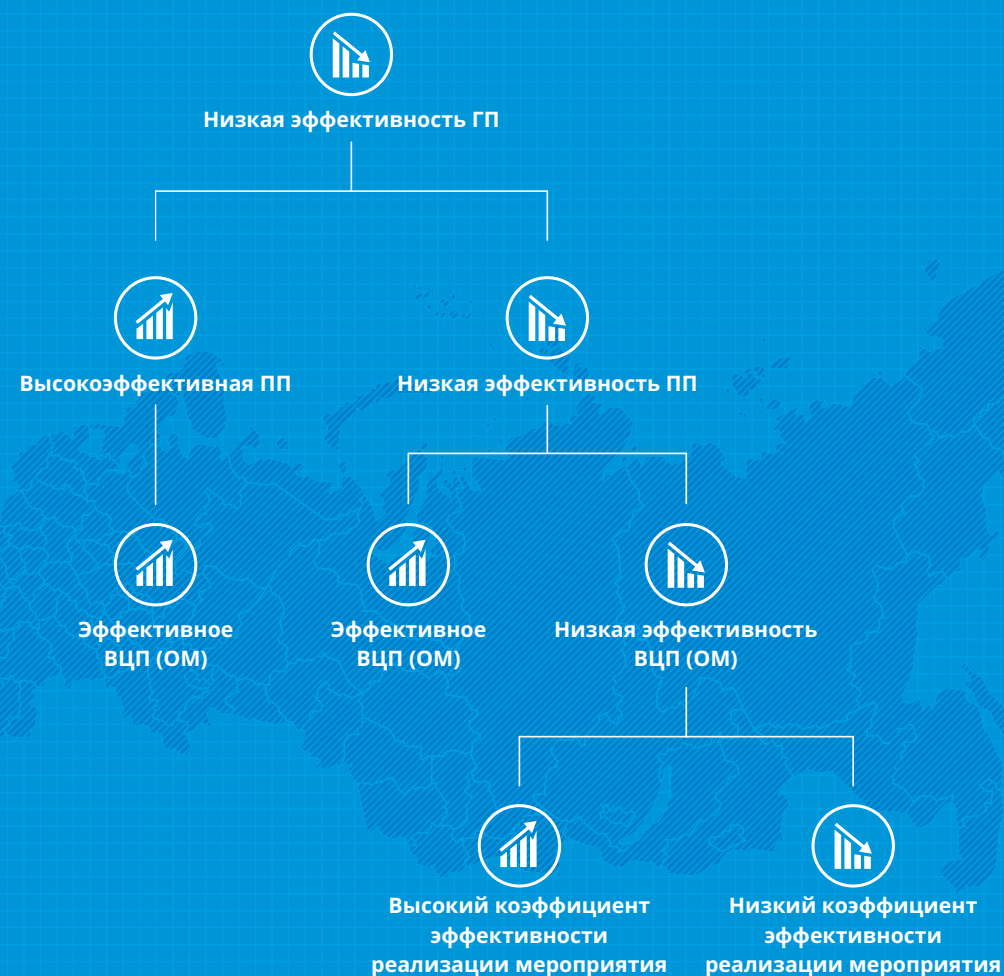 Низкая эффективность ГП
Высокоэффективная ПП
Низкая эффективность ПП
Эффективное
ВЦП (ОМ)
Эффективное
ВЦП (ОМ)
Низкая эффективность
ВЦП (ОМ)
Высокий коэффициент
эффективности
реализации мероприятия
Низкий коэффициент
эффективности
реализации мероприятия